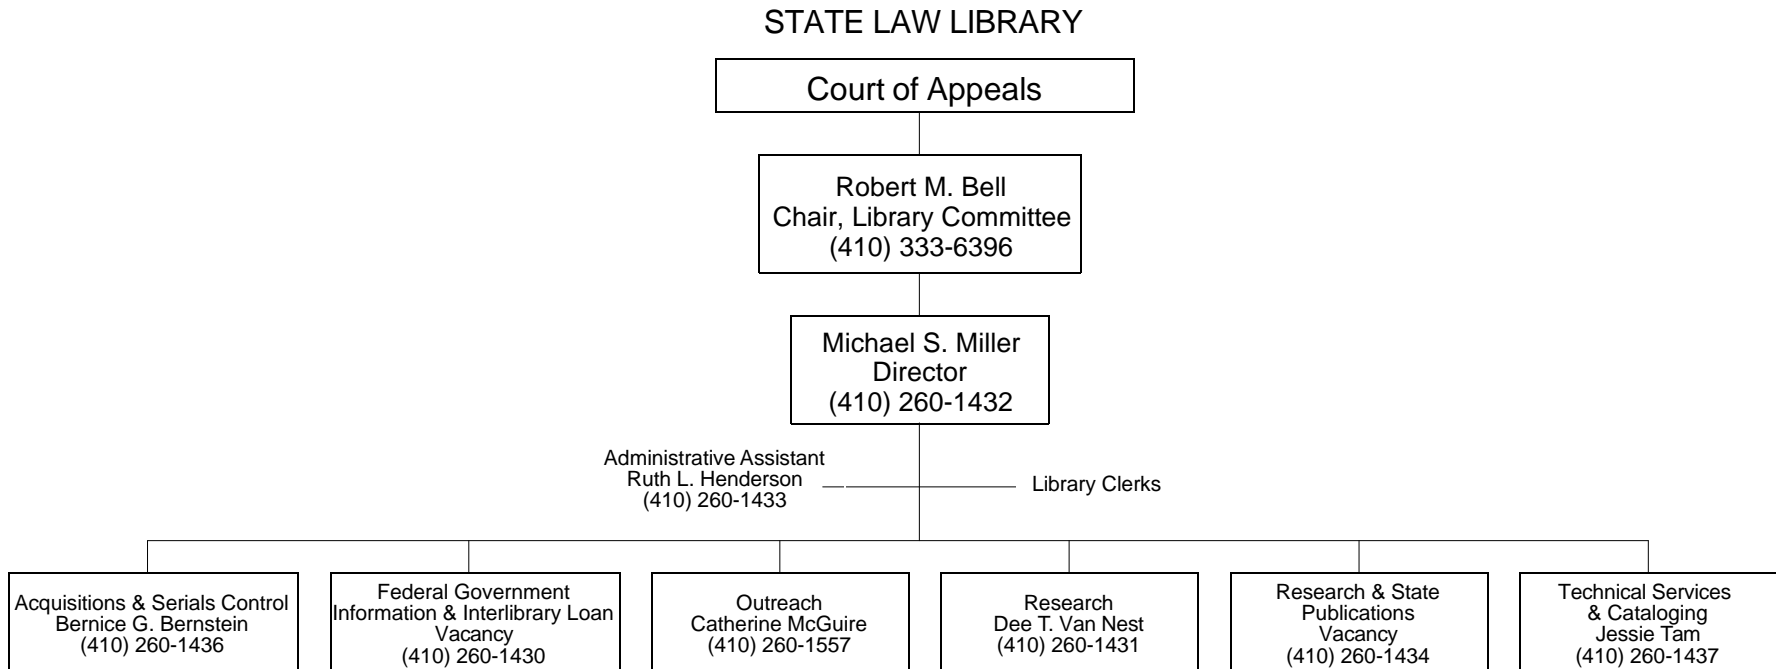 STATE LAW LIBRARY
Court of Appeals
Robert M. Bell
Chair, Library Committee
(410) 333-6396
Michael S. Miller
Director
(410) 260-1432
Administrative Assistant
Ruth L. Henderson
(410) 260-1433
Library Clerks
Acquisitions & Serials Control
Bernice G. Bernstein
(410) 260-1436
Federal Government
Information & Interlibrary Loan
Vacancy
(410) 260-1430
Outreach
Catherine McGuire
(410) 260-1557
Research
Dee T. Van Nest
(410) 260-1431
Research & State
Publications
Vacancy
(410) 260-1434
Technical Services
& Cataloging
Jessie Tam
(410) 260-1437